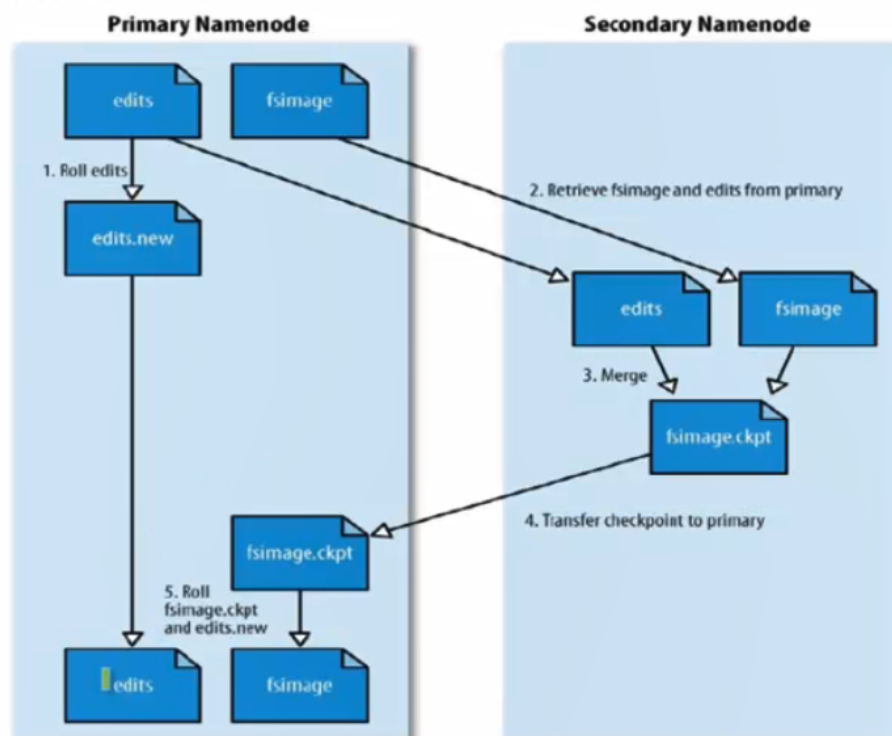 Primary Namenode
Secondary Namenode
edits
fsimage
1. Roll edits
2. Retrieve fsimage and edits from primary
edits.new
edits
fsimage
3. Merge
fsimage.ckpt
4. Transfer checkpoint to primary
fsimage.ckpt
5. Roll
fsimage.ckpt
and edits.new
edits
fsimage